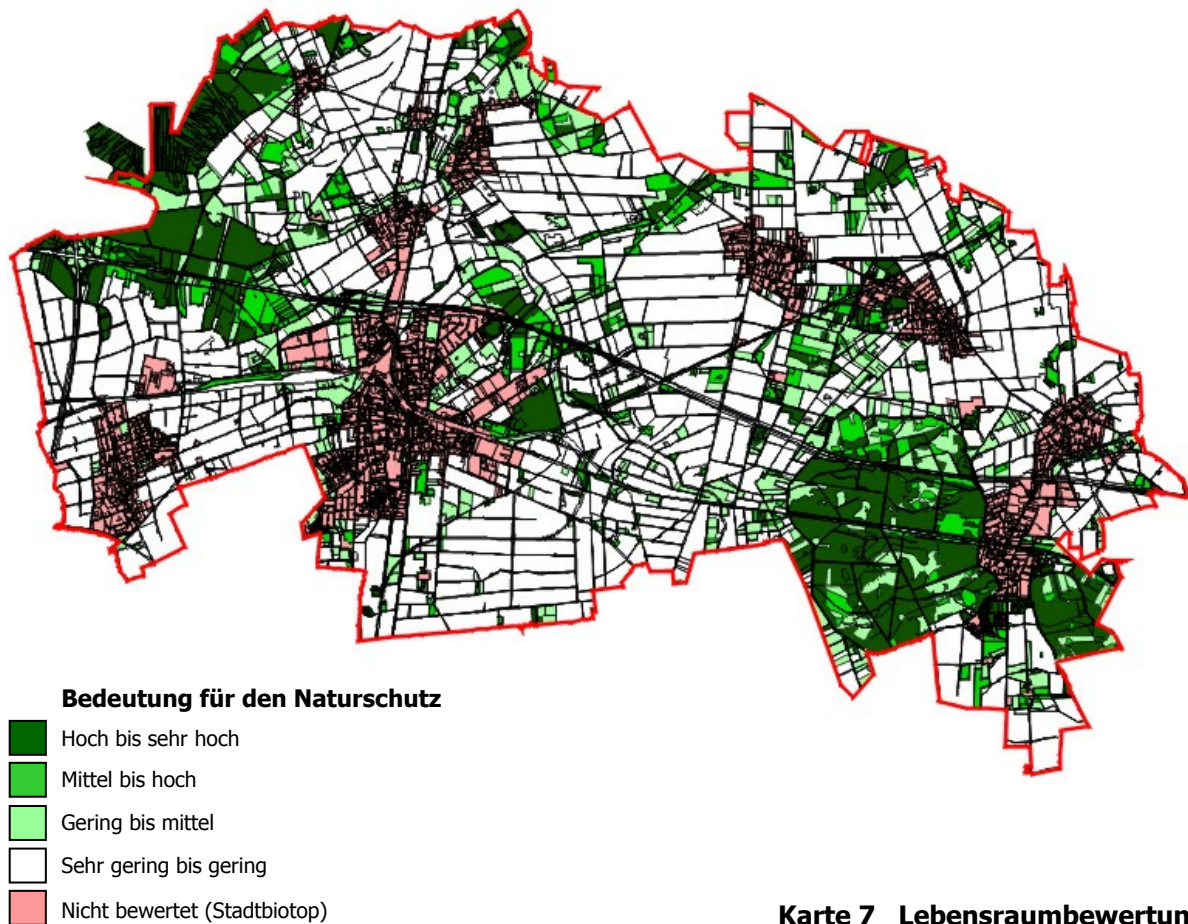 Bedeutung für den Naturschutz
Hoch bis sehr hoch
Mittel bis hoch
Gering bis mittel
Sehr gering bis gering
Nicht bewertet (Stadtbiotop)
Karte 7 Lebensraumbewertun